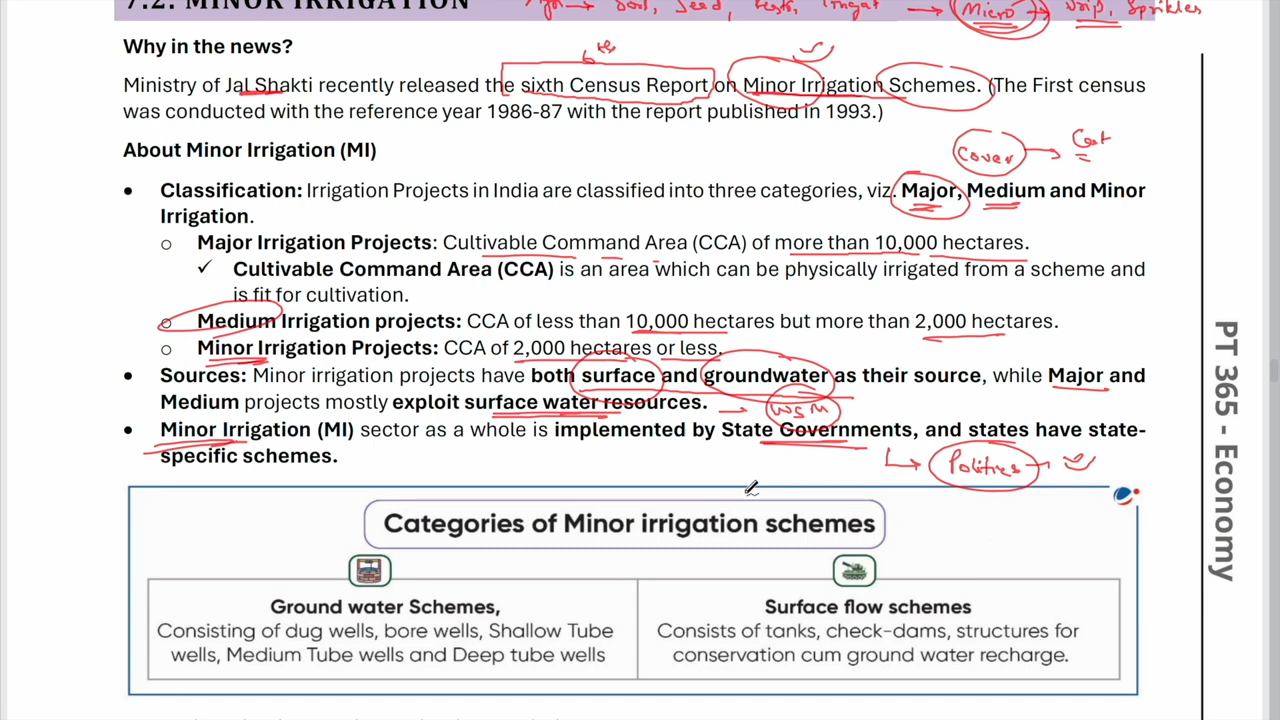 7.2. MINOR IRRIGATION
→ Soil, Seed, → Micro → Drip, Sprinkler
Why in the news?
6th
Ministry of Jal Shakti recently released the sixth Census Report on Minor Irrigation Schemes. (The First census
was conducted with the reference year 1986-87 with the report published in 1993.)
About Minor Irrigation (MI)
Cover →
• Classification: Irrigation Projects in India are classified into three categories, viz. Major, Medium and Minor
Irrigation.
o Major Irrigation Projects: Cultivable Command Area (CCA) of more than 10,000 hectares.
✓ Cultivable Command Area (CCA) is an area which can be physically irrigated from a scheme and
is fit for cultivation.
o Medium Irrigation projects: CCA of less than 10,000 hectares but more than 2,000 hectares.
o Minor Irrigation Projects: CCA of 2,000 hectares or less.
• Sources: Minor irrigation projects have both surface and groundwater as their source, while Major and
Medium projects mostly exploit surface water resources. →
• Minor Irrigation (MI) sector as a whole is implemented by State Governments, and states have state-
specific schemes.
→ Politics →
Categories of Minor irrigation schemes
Ground water Schemes,
Consisting of dug wells, bore wells, Shallow Tube
wells, Medium Tube wells and Deep tube wells
Surface flow schemes
Consists of tanks, check-dams, structures for
conservation cum ground water recharge.
PT 365 - Economy